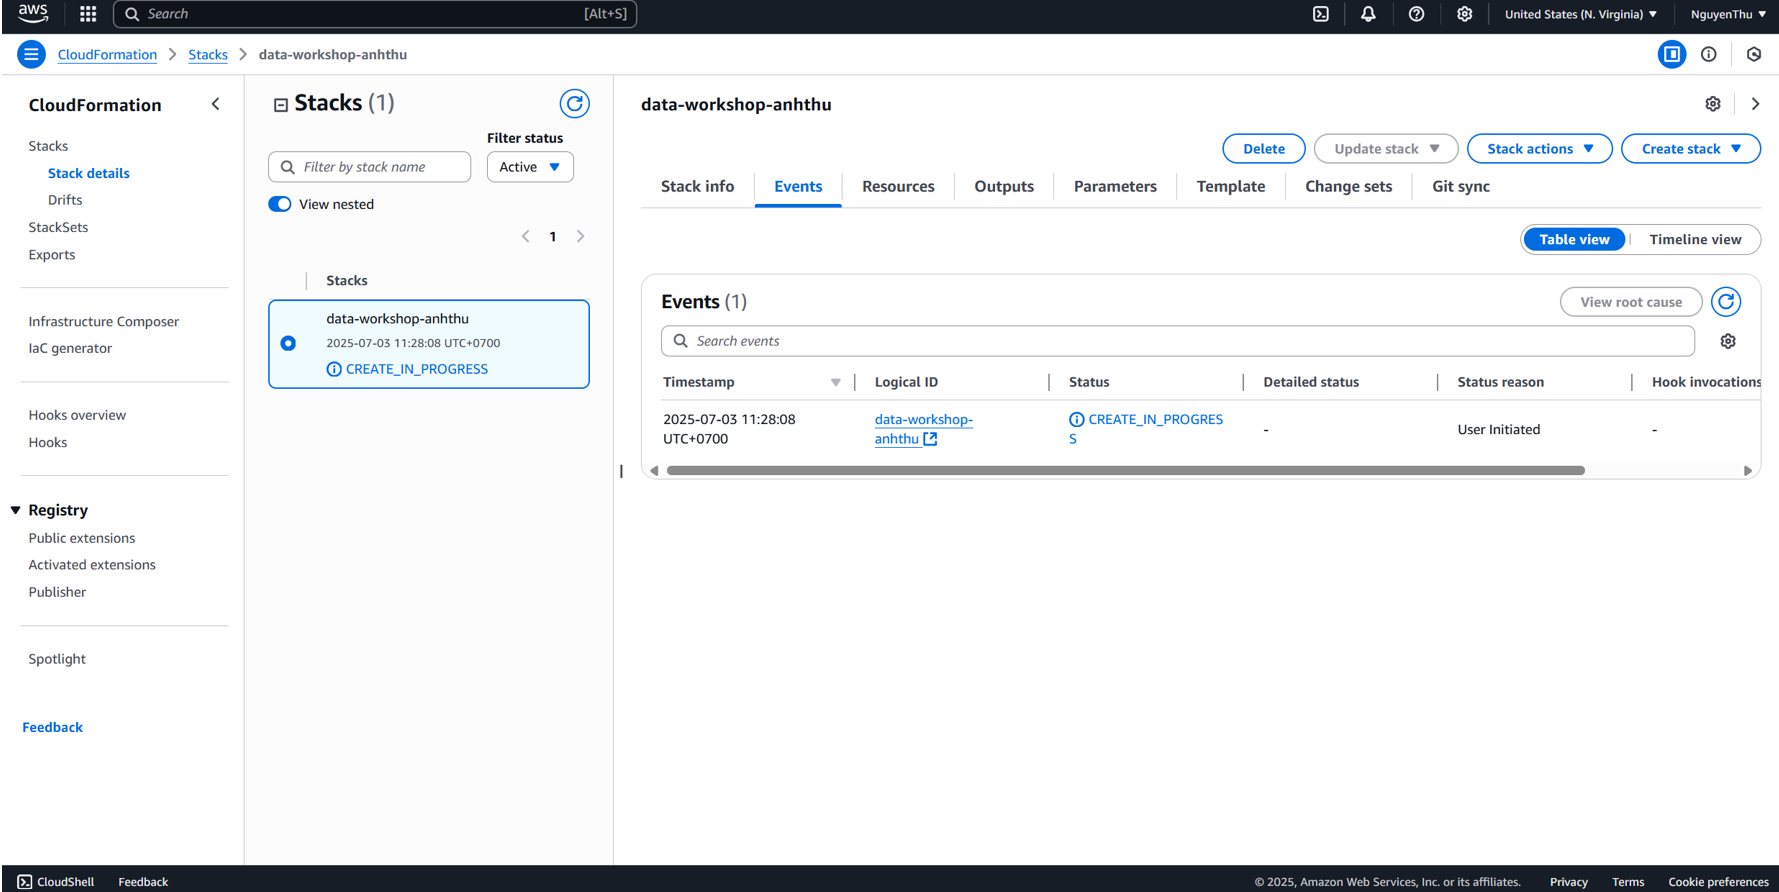 aws
Search [Alt+S]
United States (N. Virginia)
NguyenThu
CloudFormation
Stacks
data-workshop-anhthu
CloudFormation
Stacks
Stack details
Drifts
StackSets
Exports
Infrastructure Composer
IaC generator
Hooks overview
Hooks
Registry
Public extensions
Activated extensions
Publisher
Spotlight
Feedback
Stacks (1)
Filter status
Filter by stack name
Active
View nested
1
Stacks
data-workshop-anhthu
2025-07-03 11:28:08 UTC+0700
CREATE_IN_PROGRESS
data-workshop-anhthu
Delete
Update stack
Stack actions
Create stack
Stack info
Events
Resources
Outputs
Parameters
Template
Change sets
Git sync
Table view
Timeline view
Events (1)
View root cause
Search events
Timestamp
Logical ID
Status
Detailed status
Status reason
Hook invocations
2025-07-03 11:28:08
UTC+0700
data-workshop-
anhthu
CREATE_IN_PROGRES
S
-
User Initiated
-
CloudShell
Feedback
© 2025, Amazon Web Services, Inc. or its affiliates.
Privacy
Terms
Cookie preferences